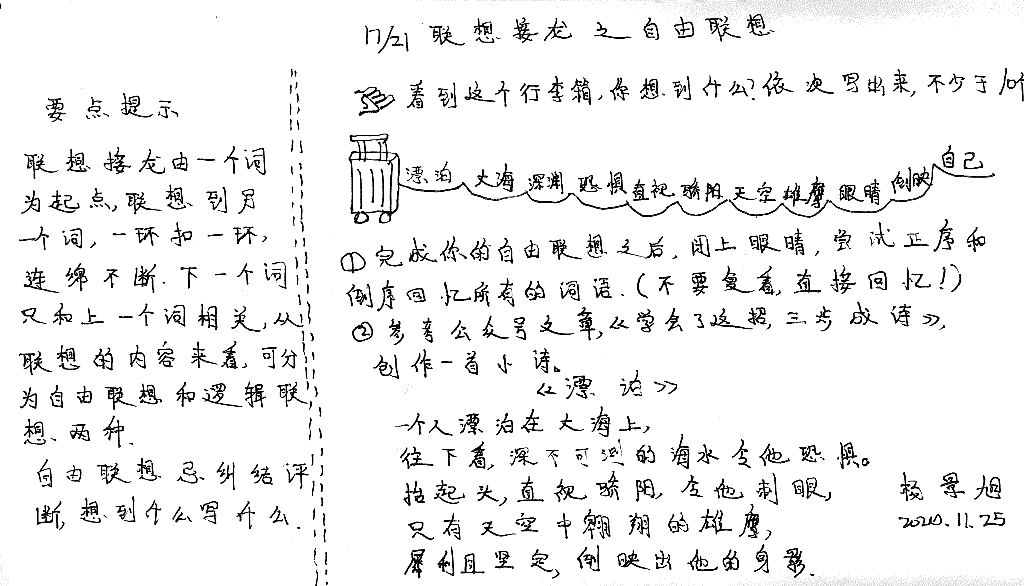 17/21 联想接龙之自由联想
要点提示
联想接龙由一个词
为起点,联想到另
一个词,一环扣一环,
连绵不断.下一个词
只和上一个词相关,从
联想的内容来看,可分
为自由联想和逻辑联
想两种.
自由联想忌纠结评
断,想到什么写什么.
看到这个行李箱,你想到什么?依次写出来,不少于10个
漂泊 大海 深渊 恐惧 直视 骄阳 天空 雄鹰 眼睛 倒映 自己
①完成你的自由联想之后,闭上眼睛,尝试正序和
倒序回忆所有的词语.(不要复看,直接回忆!)
②参考公众号文章,《学会了这招,三步成诗》,
创作一首小诗。
《漂泊》
一个人漂泊在大海上,
往下看,深不可测的海水令他恐惧。
抬起头,直视骄阳,令他刺眼,
只有天空中翱翔的雄鹰,
犀利且坚定,倒映出他的身影.
杨景旭
2020.11.25